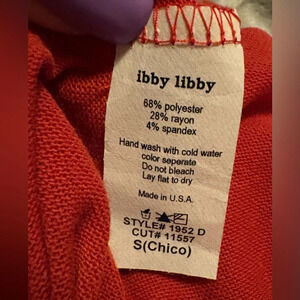 ibby libby
68% polyester
28% rayon
4% spandex
Hand wash with cold water
color seperate
Do not bleach
Lay flat to dry
Made in U.S.A.
STYLE# 1952 D
CUT# 11557
S(Chico)